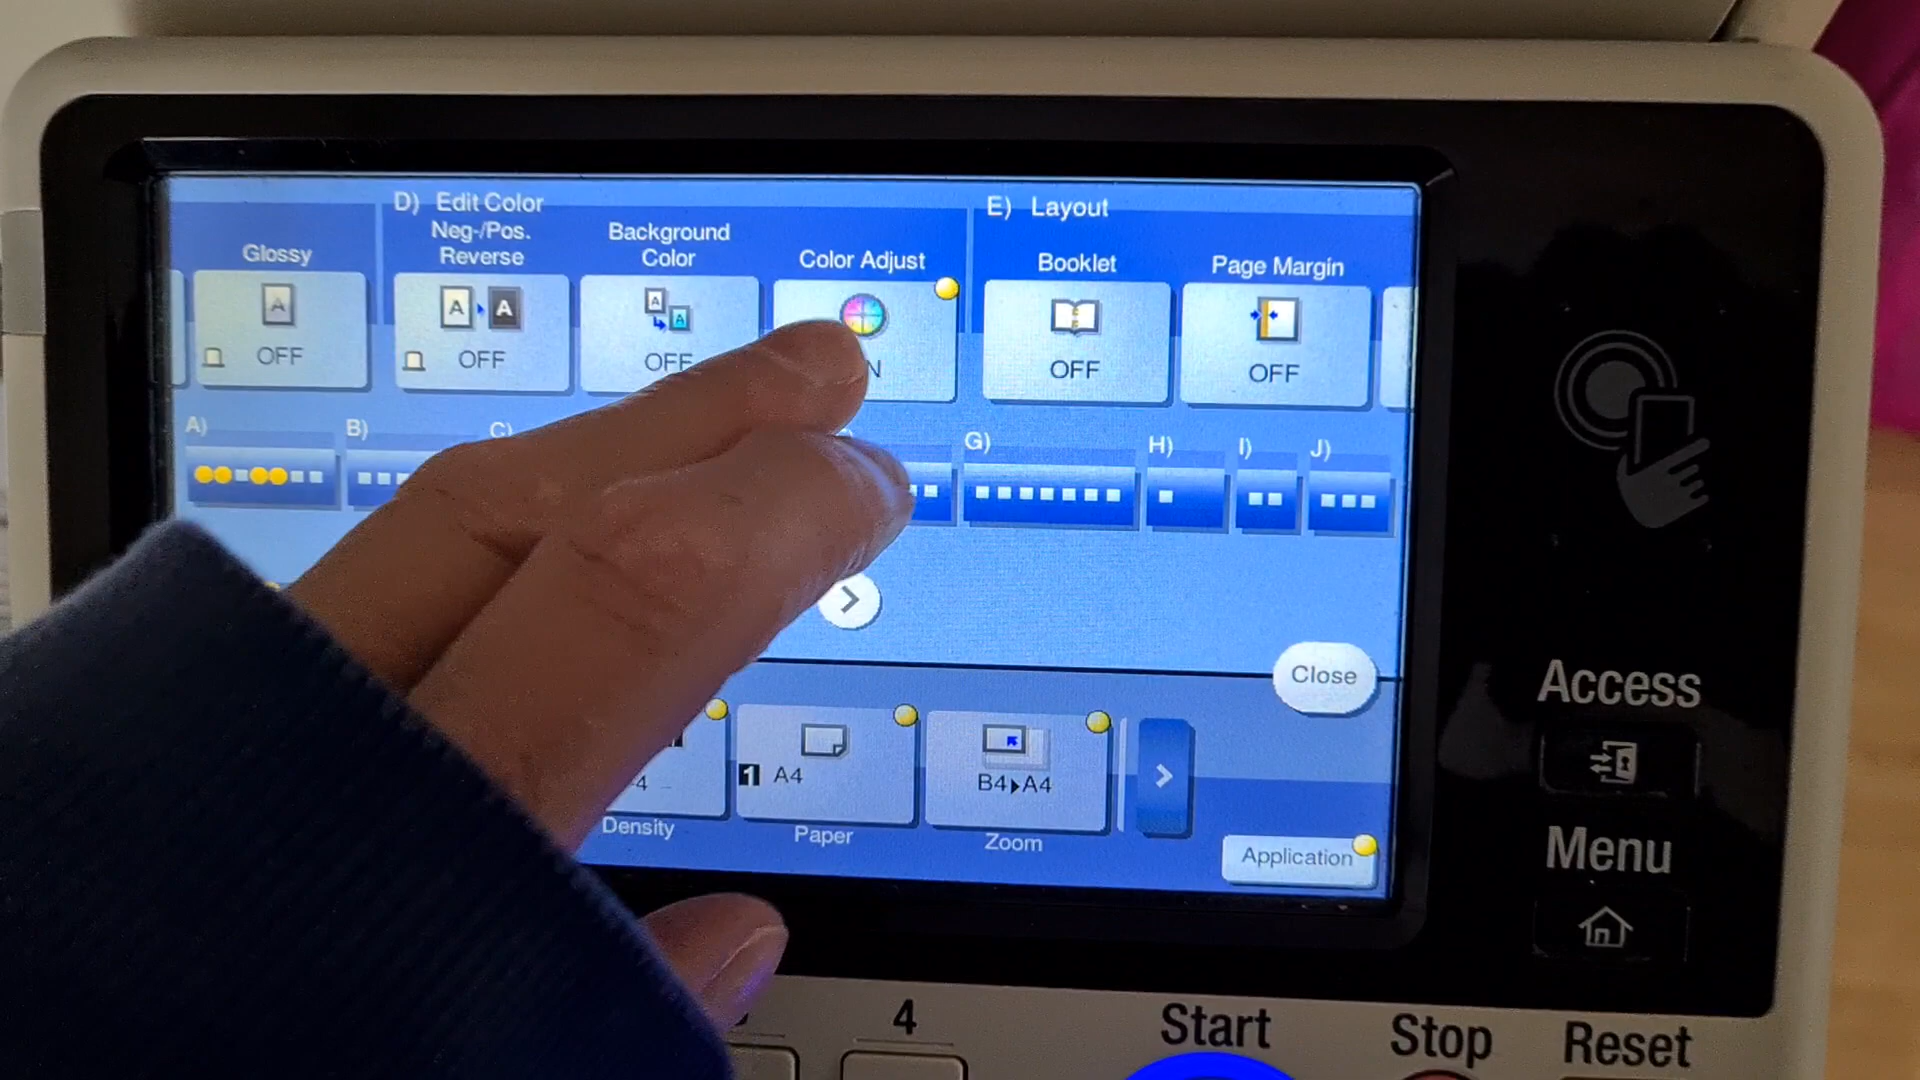 D) Edit Color
E) Layout
Glossy
Neg-/Pos.
Reverse
Background
Color
Color Adjust
Booklet
Page Margin
A
A A
A
A
OFF
OFF
OFF
N
OFF
OFF
A)
B)
C)
G)
H)
I)
J)
Close
1 A4
B4▸A4
Density
Paper
Zoom
Application
Access
Menu
4
Start
Stop
Reset